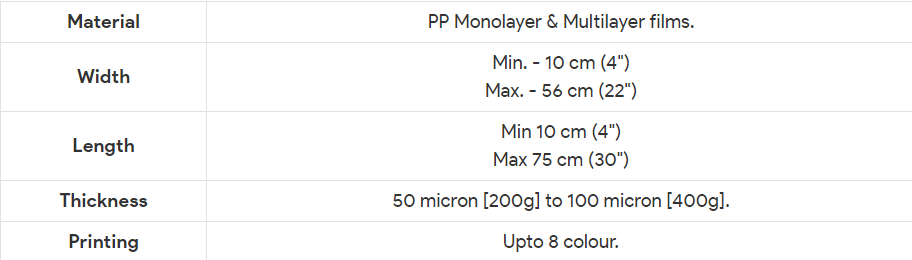 Material PP Monolayer & Multilayer films.
Width
Min. - 10 cm (4")
Max. - 56 cm (22")
Length
Min 10 cm (4")
Max 75 cm (30")
Thickness 50 micron [200g] to 100 micron [400g].
Printing Upto 8 colour.